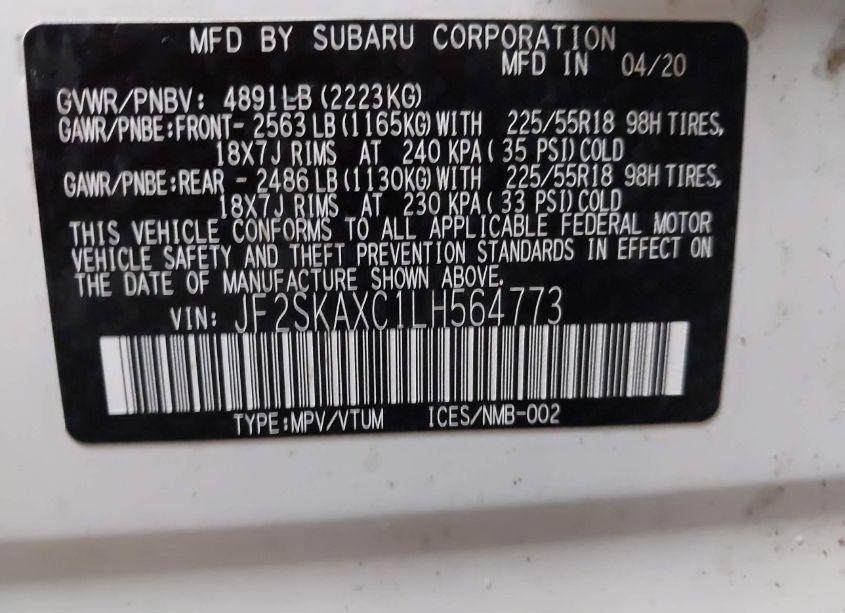 MFD BY SUBARU CORPORATION
MFD IN 04/20
GVWR/PNBV: 4891LB (2223KG)
GAWR/PNBE:FRONT- 2563 LB (1165KG) WITH 225/55R18 98H TIRES,
18X7J RIMS AT 240 KPA( 35 PSI) COLD
GAWR/PNBE:REAR - 2486 LB (1130KG) WITH 225/55R18 98H TIRES,
18X7J RIMS AT 230 KPA( 33 PSI) COLD
THIS VEHICLE CONFORMS TO ALL APPLICABLE FEDERAL MOTOR
VEHICLE SAFETY AND THEFT PREVENTION STANDARDS IN EFFECT ON
THE DATE OF MANUFACTURE SHOWN ABOVE.
VIN: JF2SKAXC1LH564773
TYPE:MPV/VTUM ICES/NMB-002